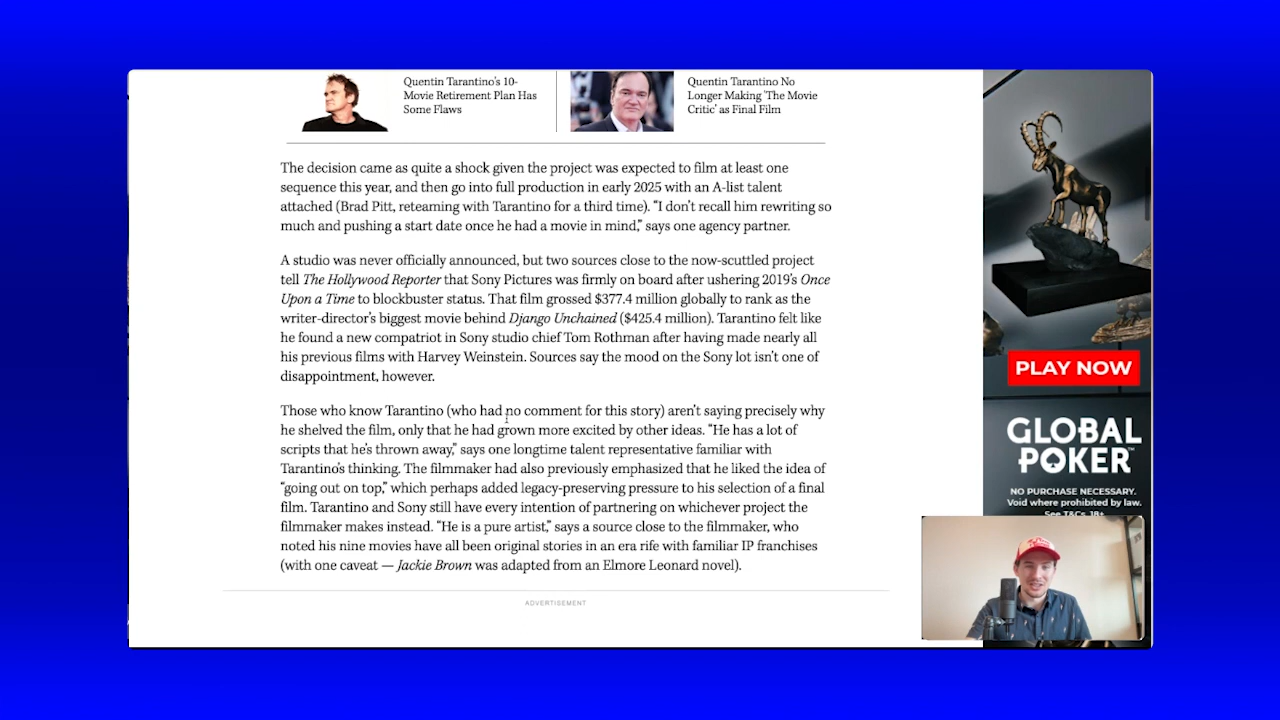 Quentin Tarantino's 10-
Movie Retirement Plan Has
Some Flaws
Quentin Tarantino No
Longer Making 'The Movie
Critic' as Final Film
The decision came as quite a shock given the project was expected to film at least one
sequence this year, and then go into full production in early 2025 with an A-list talent
attached (Brad Pitt, reteaming with Tarantino for a third time). "I don't recall him rewriting so
much and pushing a start date once he had a movie in mind," says one agency partner.
A studio was never officially announced, but two sources close to the now-scuttled project
tell The Hollywood Reporter that Sony Pictures was firmly on board after ushering 2019's Once
Upon a Time to blockbuster status. That film grossed $377.4 million globally to rank as the
writer-director's biggest movie behind Django Unchained ($425.4 million). Tarantino felt like
he found a new compatriot in Sony studio chief Tom Rothman after having made nearly all
his previous films with Harvey Weinstein. Sources say the mood on the Sony lot isn't one of
disappointment, however.
Those who know Tarantino (who had no comment for this story) aren't saying precisely why
he shelved the film, only that he had grown more excited by other ideas. "He has a lot of
scripts that he's thrown away," says one longtime talent representative familiar with
Tarantino's thinking. The filmmaker had also previously emphasized that he liked the idea of
"going out on top," which perhaps added legacy-preserving pressure to his selection of a final
film. Tarantino and Sony still have every intention of partnering on whichever project the
filmmaker makes instead. "He is a pure artist," says a source close to the filmmaker, who
noted his nine movies have all been original stories in an era rife with familiar IP franchises
(with one caveat — Jackie Brown was adapted from an Elmore Leonard novel).
ADVERTISEMENT
PLAY NOW
GLOBAL
POKER™
NO PURCHASE NECESSARY.
Void where prohibited by law.
See T&Cs. 18+